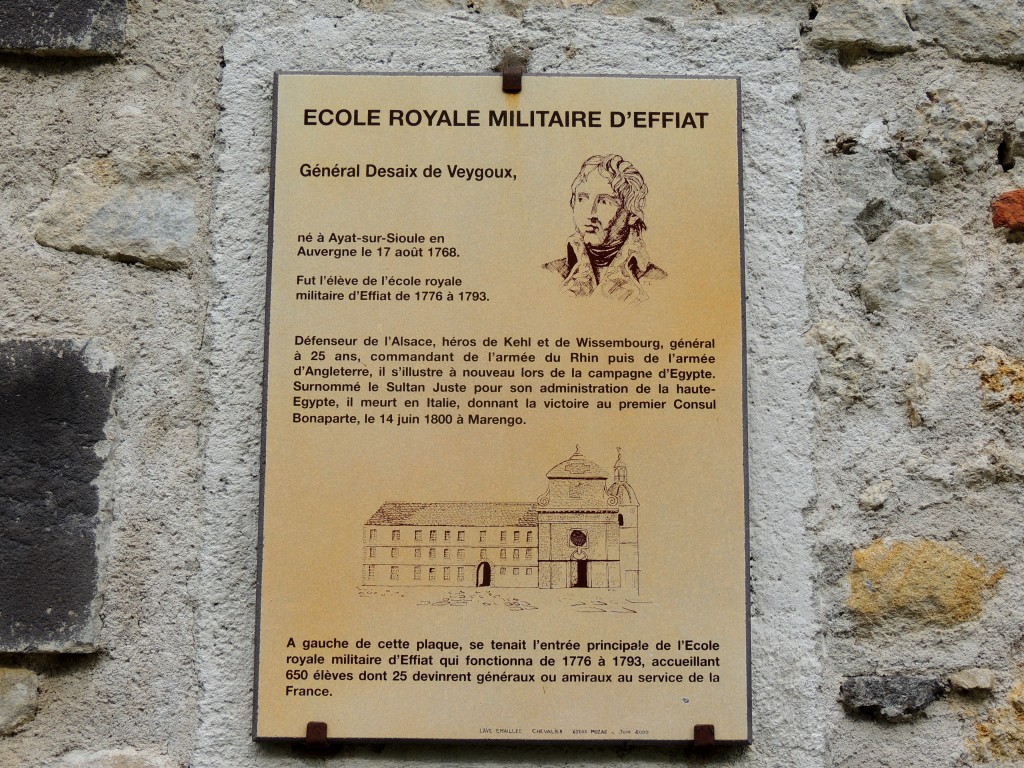 ECOLE ROYALE MILITAIRE D'EFFIAT
Général Desaix de Veygoux,
né à Ayat-sur-Sioule en
Auvergne le 17 août 1768.
Fut l'élève de l'école royale
militaire d'Effiat de 1776 à 1793.
Défenseur de l'Alsace, héros de Kehl et de Wissembourg, général
à 25 ans, commandant de l'armée du Rhin puis de l'armée
d'Angleterre, il s'illustre à nouveau lors de la campagne d'Egypte.
Surnommé le Sultan Juste pour son administration de la haute-
Egypte, il meurt en Italie, donnant la victoire au premier Consul
Bonaparte, le 14 juin 1800 à Marengo.
A gauche de cette plaque, se tenait l'entrée principale de l'Ecole
royale militaire d'Effiat qui fonctionna de 1776 à 1793, accueillant
650 élèves dont 25 devinrent généraux ou amiraux au service de la
France.
LAVE EMAILLEE CHEVALIER MOZAC - JUIN